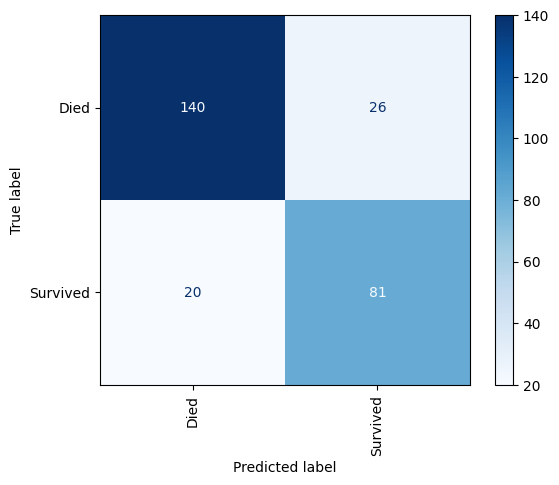 140
Died
140
26
120
100
True label
80
60
Survived
20
81
40
20
Died
Survived
Predicted label